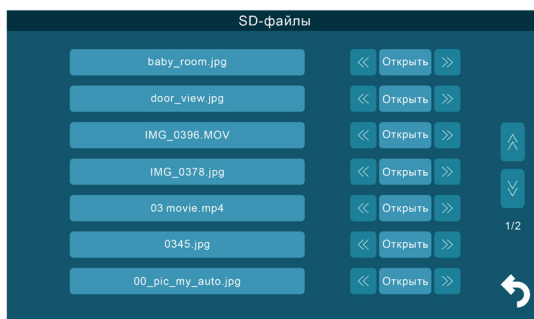 SD-файлы
baby_room.jpg << Открыть >>
door_view.jpg << Открыть >>
IMG_0396.MOV << Открыть >>
IMG_0378.jpg << Открыть >>
03 movie.mp4 << Открыть >>
0345.jpg << Открыть >>
00_pic_my_auto.jpg << Открыть >>
1/2